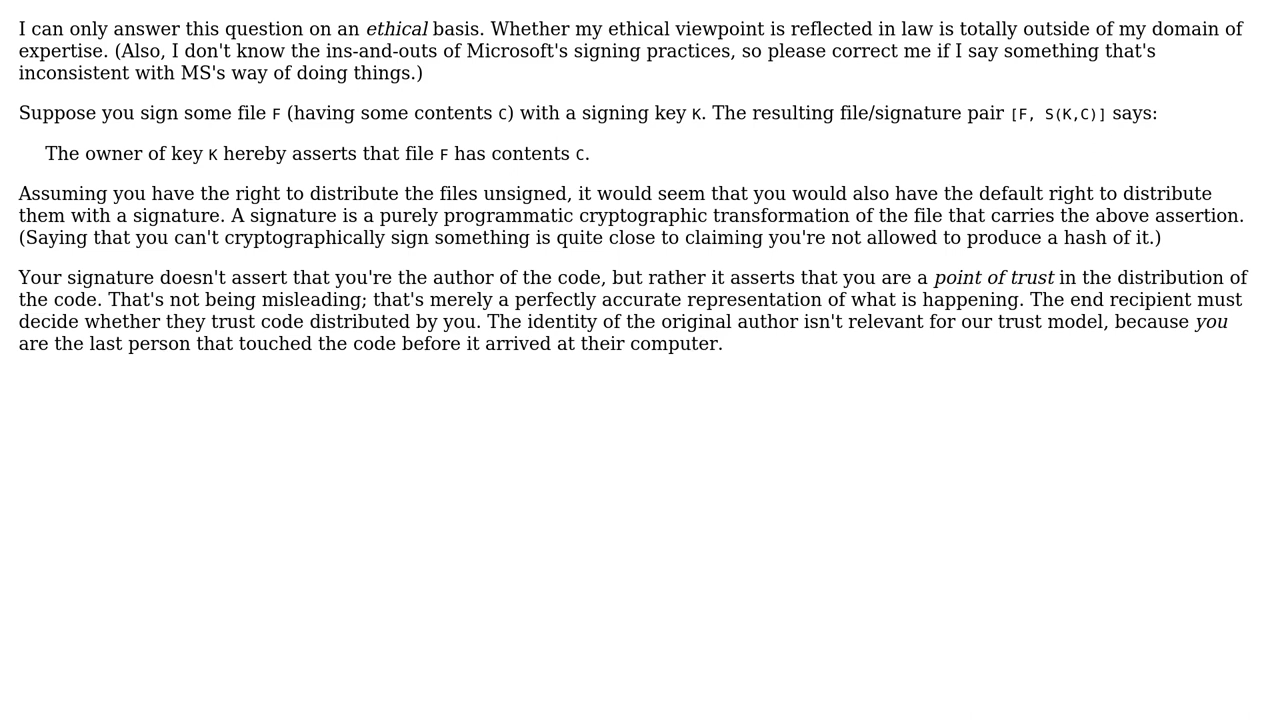 I can only answer this question on an ethical basis. Whether my ethical viewpoint is reflected in law is totally outside of my domain of
expertise. (Also, I don't know the ins-and-outs of Microsoft's signing practices, so please correct me if I say something that's
inconsistent with MS's way of doing things.)
Suppose you sign some file F (having some contents C) with a signing key K. The resulting file/signature pair [F, S(K,C)] says:
The owner of key K hereby asserts that file F has contents C.
Assuming you have the right to distribute the files unsigned, it would seem that you would also have the default right to distribute
them with a signature. A signature is a purely programmatic cryptographic transformation of the file that carries the above assertion.
(Saying that you can't cryptographically sign something is quite close to claiming you're not allowed to produce a hash of it.)
Your signature doesn't assert that you're the author of the code, but rather it asserts that you are a point of trust in the distribution of
the code. That's not being misleading; that's merely a perfectly accurate representation of what is happening. The end recipient must
decide whether they trust code distributed by you. The identity of the original author isn't relevant for our trust model, because you
are the last person that touched the code before it arrived at their computer.